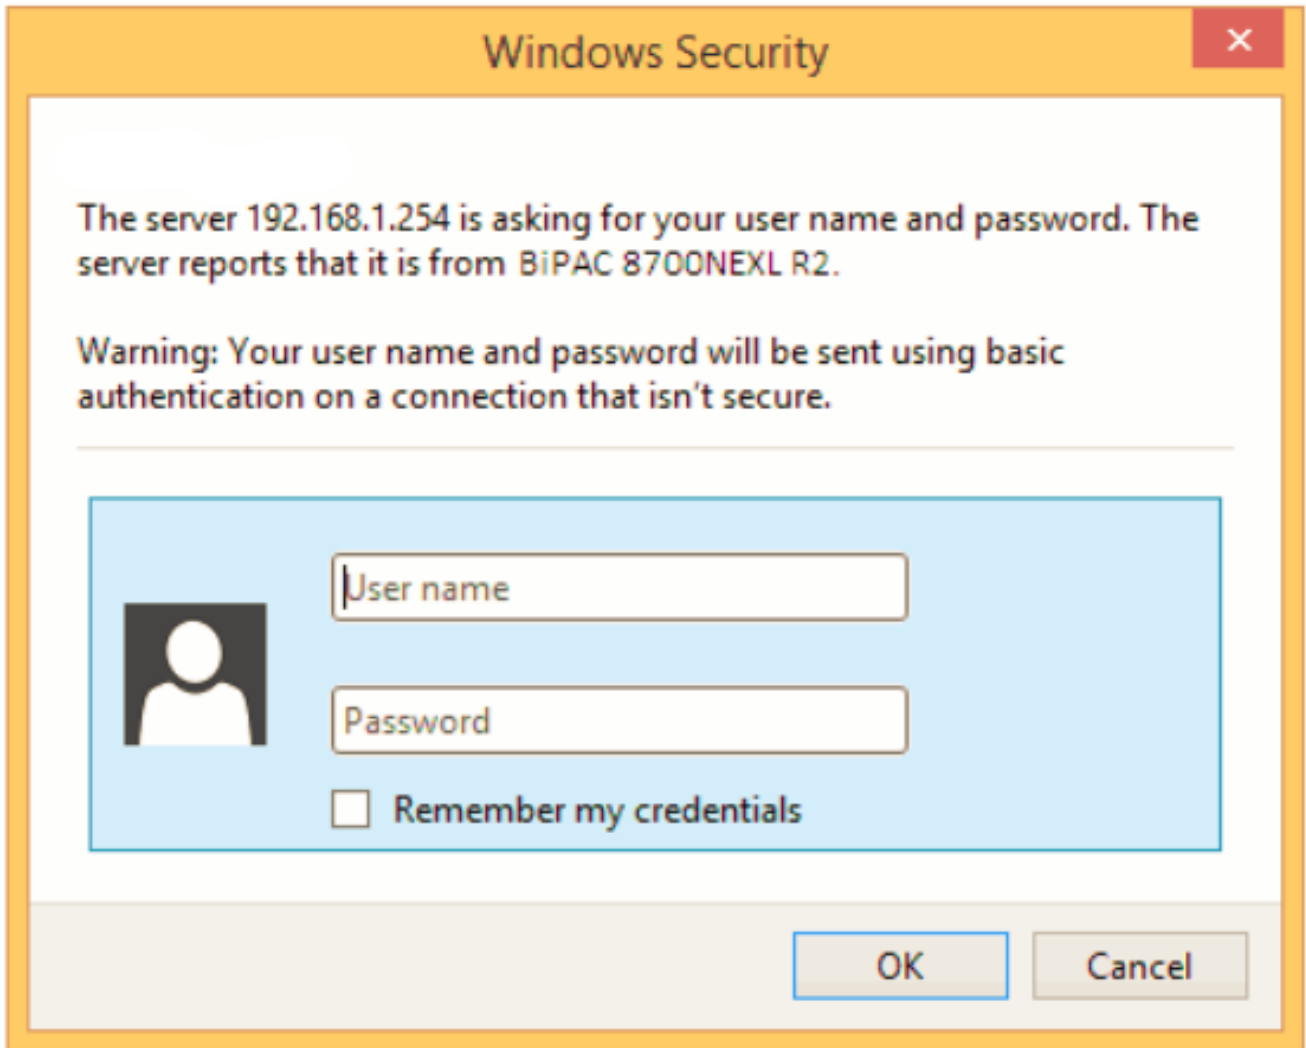 Windows Security
The server 192.168.1.254 is asking for your user name and password. The
server reports that it is from BiPAC 8700NEXL R2.
Warning: Your user name and password will be sent using basic
authentication on a connection that isn't secure.
User name
Password
Remember my credentials
OK Cancel